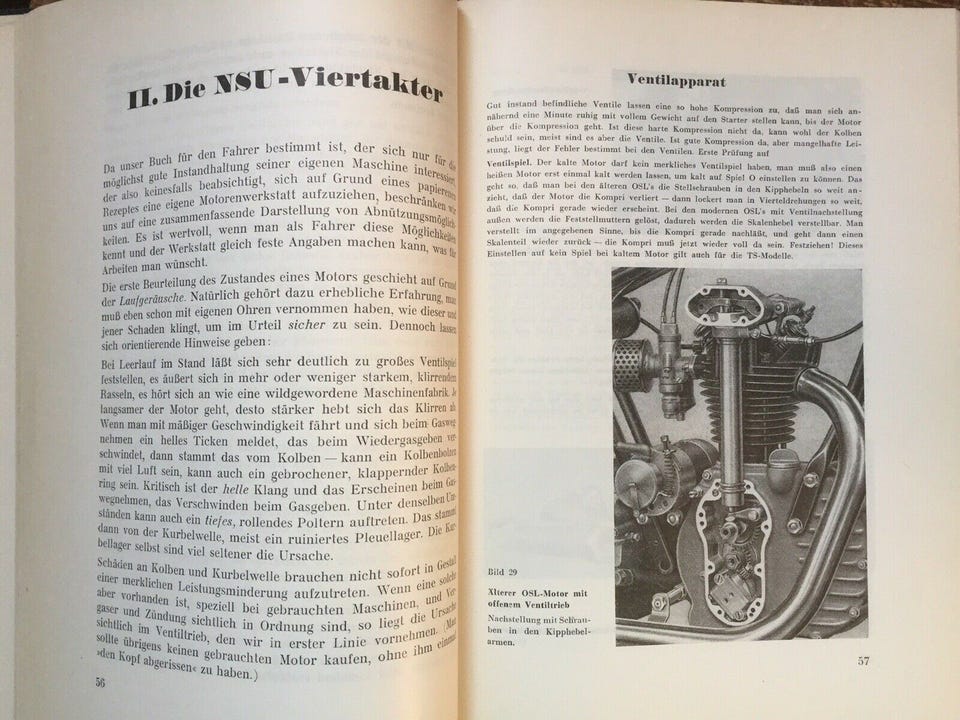 II. Die NSU-Viertakter
Da unser Buch für den Fahrer bestimmt ist, der sich nur für die
möglichst gute Instandhaltung seiner eigenen Maschine interessiert,
der also keinesfalls beabsichtigt, sich auf Grund eines papierenen
Rezeptes eine eigene Motorenwerkstatt aufzuziehen, beschränken wir
uns auf eine zusammenfassende Darstellung von Abnützungsmöglich-
keiten. Es ist wertvoll, wenn man als Fahrer diese Möglichkeiten
kennt und der Werkstatt gleich feste Angaben machen kann, was für
Arbeiten man wünscht.
Die erste Beurteilung des Zustandes eines Motors geschieht auf Grund
der Laufgeräusche. Natürlich gehört dazu erhebliche Erfahrung, man
muß eben schon mit eigenen Ohren vernommen haben, wie dieser und
jener Schaden klingt, um im Urteil sicher zu sein. Dennoch lassen
sich orientierende Hinweise geben:
Bei Leerlauf im Stand läßt sich sehr deutlich zu großes Ventilspiel
feststellen, es äußert sich in mehr oder weniger starkem, klirrendem
Rasseln, es hört sich an wie eine wildgewordene Maschinenfabrik. Je
langsamer der Motor geht, desto stärker hebt sich das Klirren ab.
Wenn man mit mäßiger Geschwindigkeit fährt und sich beim Gasweg-
nehmen ein helles Ticken meldet, das beim Wiedergasgeben ver-
schwindet, dann stammt das vom Kolben — kann ein Kolbenbolzen
mit viel Luft sein, kann auch ein gebrochener, klappernder Kolben-
ring sein. Kritisch ist der helle Klang und das Erscheinen beim Gas-
wegnehmen, das Verschwinden beim Gasgeben. Unter denselben Um-
ständen kann auch ein tiefes, rollendes Poltern auftreten. Das stammt
dann von der Kurbelwelle, meist ein ruiniertes Pleuellager. Die Kur-
bellager selbst sind viel seltener die Ursache.
Schäden an Kolben und Kurbelwelle brauchen nicht sofort in Gestalt
einer merklichen Leistungsminderung aufzutreten. Wenn eine solche
aber vorhanden ist, speziell bei gebrauchten Maschinen, und Ver-
gaser und Zündung sichtlich in Ordnung sind, so liegt die Ursache
sichtlich im Ventiltrieb, den wir in erster Linie vornehmen. (Man
sollte übrigens keinen gebrauchten Motor kaufen, ohne ihm einmal
»den Kopf abgerissen« zu haben.)
56
Ventilapparat
Gut instand befindliche Ventile lassen eine so hohe Kompression zu, daß man sich an-
nähernd eine Minute ruhig mit vollem Gewicht auf den Starter stellen kann, bis der Motor
über die Kompression geht. Ist diese harte Kompression nicht da, kann wohl der Kolben
schuld sein, meist sind es aber die Ventile. Ist gute Kompression da, aber mangelhafte Lei-
stung, liegt der Fehler bestimmt bei den Ventilen. Erste Prüfung auf
Ventilspiel. Der kalte Motor darf kein merkliches Ventilspiel haben, man muß also einen
heißen Motor erst einmal kalt werden lassen, um kalt auf Spiel O einstellen zu können. Das
geht so, daß man bei den älteren OSL's die Stellschrauben in den Kipphebeln so weit an-
zieht, daß der Motor die Kompri verliert — dann lockert man in Vierteldrehungen so weit,
daß die Kompri gerade wieder erscheint. Bei den modernen OSL's mit Ventilnachstellung
außen werden die Feststellmuttern gelöst, dadurch werden die Skalenhebel verstellbar. Man
verstellt im angegebenen Sinne, bis die Kompri gerade nachläßt, und geht dann einen
Skalenteil wieder zurück — die Kompri muß jetzt wieder voll da sein. Festziehen! Dieses
Einstellen auf kein Spiel bei kaltem Motor gilt auch für die TS-Modelle.
Bild 29
Älterer OSL-Motor mit
offenem Ventiltrieb
Nachstellung mit Schrau-
ben in den Kipphebel-
armen.
57